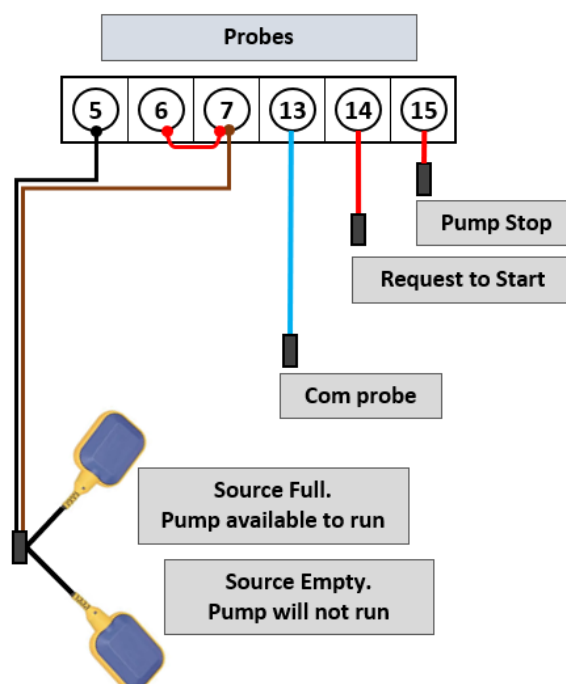 Probes
5 6 7 13 14 15
Pump Stop
Request to Start
Com probe
Source Full.
Pump available to run
Source Empty.
Pump will not run